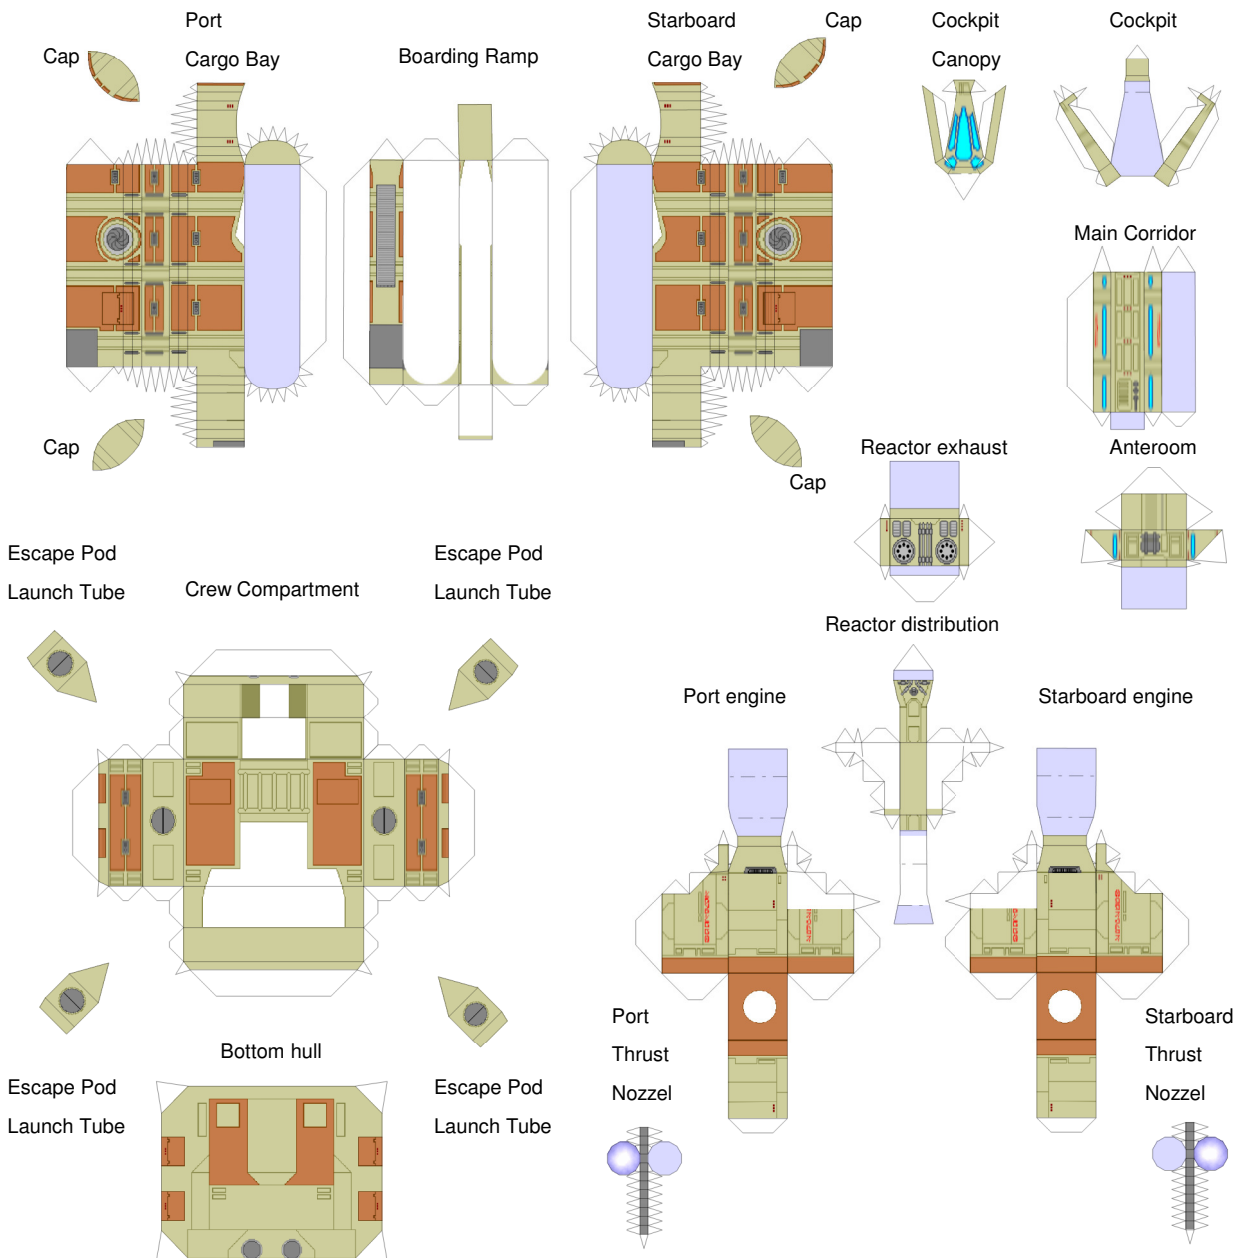 Port
Cargo Bay
Cap
Boarding Ramp
Starboard
Cargo Bay
Cap
Cockpit
Canopy
Cockpit
Main Corridor
Cap
Cap
Reactor exhaust
Anteroom
Escape Pod
Launch Tube
Crew Compartment
Escape Pod
Launch Tube
Reactor distribution
Port engine
Starboard engine
Port
Thrust
Nozzel
Starboard
Thrust
Nozzel
Bottom hull
Escape Pod
Launch Tube
Escape Pod
Launch Tube